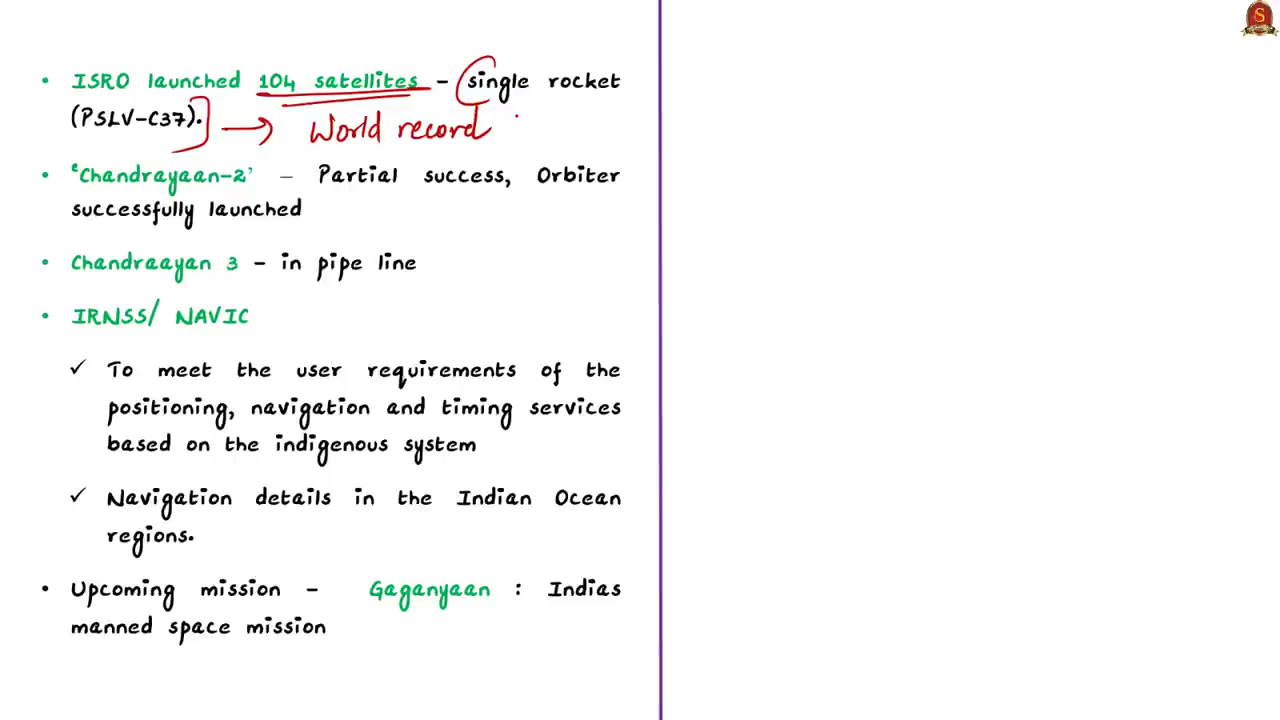 • ISRO launched 104 satellites – single rocket
(PSLV-C37).
→ World record
• 'Chandrayaan-2' – Partial success, Orbiter
successfully launched
• Chandraayan 3 – in pipe line
• IRNSS/ NAVIC
✓ To meet the user requirements of the
positioning, navigation and timing services
based on the indigenous system
✓ Navigation details in the Indian Ocean
regions.
• Upcoming mission – Gaganyaan : Indias
manned space mission
S